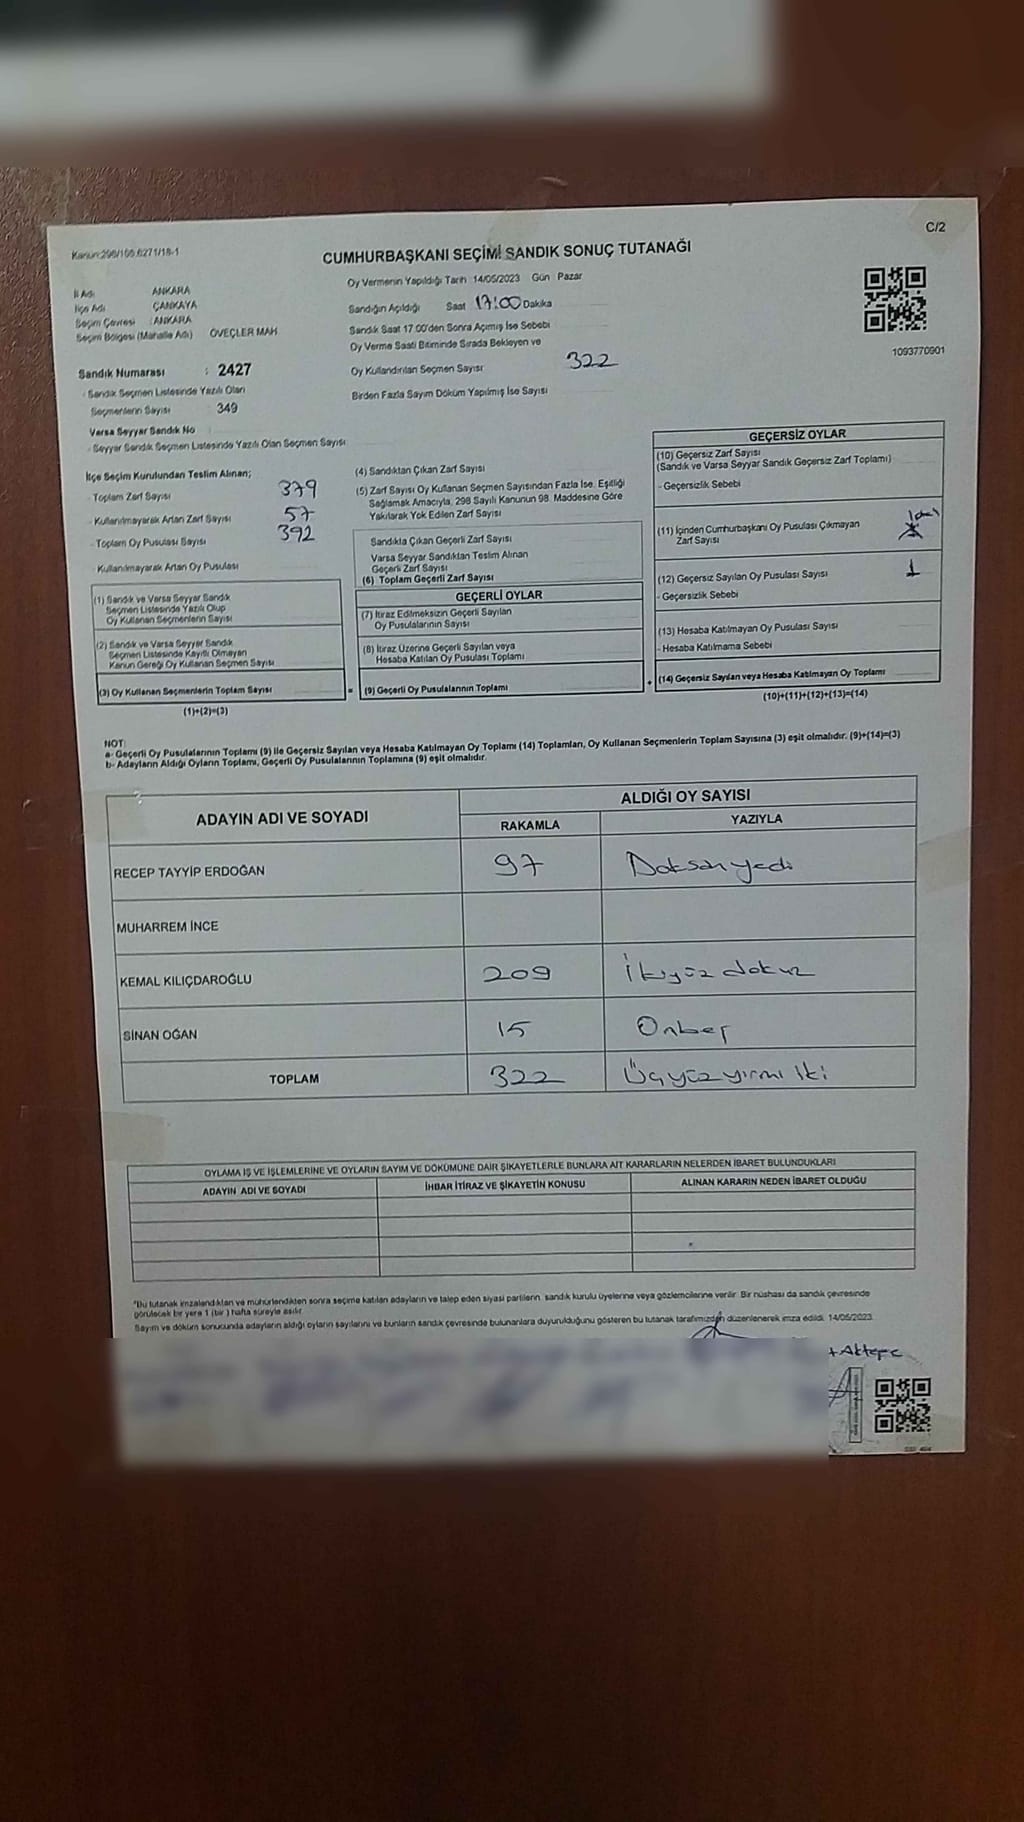 Kanun:298/106.6271/18-1
C/2
CUMHURBAŞKANI SEÇİMİ SANDIK SONUÇ TUTANAĞI
Oy Vermenin Yapıldığı Tarih 14/05/2023 Gün Pazar
İl Adı ANKARA
İlçe Adı ÇANKAYA
Seçim Çevresi : ANKARA
Seçim Bölgesi (Mahalle Adı) ÖVEÇLER MAH.
Sandığın Açıldığı Saat 17:00 Dakika
Sandık Saat 17:00'den Sonra Açımış İse Sebebi
Oy Verme Saati Bitiminde Sırada Bekleyen ve
Oy Kullandırılan Seçmen Sayısı 322
Birden Fazla Sayım Döküm Yapılmış İse Sayısı
1093770901
Sandık Numarası : 2427
- Sandık Seçmen Listesinde Yazılı Olan
Seçmenlerin Sayısı 349
Varsa Seyyar Sandık No
- Seyyar Sandık Seçmen Listesinde Yazılı Olan Seçmen Sayısı
İlçe Seçim Kurulundan Teslim Alınan;
- Toplam Zarf Sayısı 379
- Kullanılmayarak Artan Zarf Sayısı 57
- Toplam Oy Pusulası Sayısı 392
- Kullanılmayarak Artan Oy Pusulası
(1) Sandık ve Varsa Seyyar Sandık
Seçmen Listesinde Yazılı Olup
Oy Kullanan Seçmenlerin Sayısı
(2) Sandık ve Varsa Seyyar Sandık
Seçmen Listesinde Kayıtlı Olmayan
Kanun Gereği Oy Kullanan Seçmen Sayısı
(3) Oy Kullanan Seçmenlerin Toplam Sayısı
(1)+(2)=(3)
(4) Sandıktan Çıkan Zarf Sayısı
(5) Zarf Sayısı Oy Kullanan Seçmen Sayısından Fazla İse, Eşitliği
Sağlamak Amacıyla, 298 Sayılı Kanunun 98. Maddesine Göre
Yakılarak Yok Edilen Zarf Sayısı
Sandıkta Çıkan Geçerli Zarf Sayısı
Varsa Seyyar Sandıktan Teslim Alınan
Geçerli Zarf Sayısı
(6) Toplam Geçerli Zarf Sayısı
GEÇERLİ OYLAR
(7) İtiraz Edilmeksizin Geçerli Sayılan
Oy Pusulalarının Sayısı
(8) İtiraz Üzerine Geçerli Sayılan veya
Hesaba Katılan Oy Pusulası Toplamı
= (9) Geçerli Oy Pusulalarının Toplamı
GEÇERSİZ OYLAR
(10) Geçersiz Zarf Sayısı
(Sandık ve Varsa Seyyar Sandık Geçersiz Zarf Toplamı)
- Geçersizlik Sebebi
(11) İçinden Cumhurbaşkanı Oy Pusulası Çıkmayan
Zarf Sayısı
(12) Geçersiz Sayılan Oy Pusulası Sayısı 1
- Geçersizlik Sebebi
(13) Hesaba Katılmayan Oy Pusulası Sayısı
- Hesaba Katılmama Sebebi
+ (14) Geçersiz Sayılan veya Hesaba Katılmayan Oy Toplamı
(10)+(11)+(12)+(13)=(14)
NOT:
a- Geçerli Oy Pusulalarının Toplamı (9) ile Geçersiz Sayılan veya Hesaba Katılmayan Oy Toplamı (14) Toplamları, Oy Kullanan Seçmenlerin Toplam Sayısına (3) eşit olmalıdır. (9)+(14)=(3)
b- Adayların Aldığı Oyların Toplamı, Geçerli Oy Pusulalarının Toplamına (9) eşit olmalıdır.
ADAYIN ADI VE SOYADI
ALDIĞI OY SAYISI
RAKAMLA YAZIYLA
RECEP TAYYİP ERDOĞAN 97 Doksan yedi
MUHARREM İNCE
KEMAL KILIÇDAROĞLU 209 İkiyüz dokuz
SİNAN OĞAN 15 Onbeş
TOPLAM 322 Üçyüz yirmi iki
OYLAMA İŞ VE İŞLEMLERİNE VE OYLARIN SAYIM VE DÖKÜMÜNE DAİR ŞİKAYETLERLE BUNLARA AİT KARARLARIN NELERDEN İBARET BULUNDUKLARI
ADAYIN ADI VE SOYADI İHBAR İTİRAZ VE ŞİKAYETİN KONUSU ALINAN KARARIN NEDEN İBARET OLDUĞU
*Bu tutanak imzalandıktan ve mühürlendikten sonra seçime katılan adayların ve talep eden siyasi partilerin, sandık kurulu üyelerine veya gözlemcilerine verilir. Bir nüshası da sandık çevresinde
görülecek bir yere 1 (bir) hafta süreyle asılır.
Sayım ve döküm sonucunda adayların aldığı oyların sayılarını ve bunların sandık çevresinde bulunanlara duyurulduğunu gösteren bu tutanak tarafımızdan düzenlenerek imza edildi. 14/05/2023
Aktepe